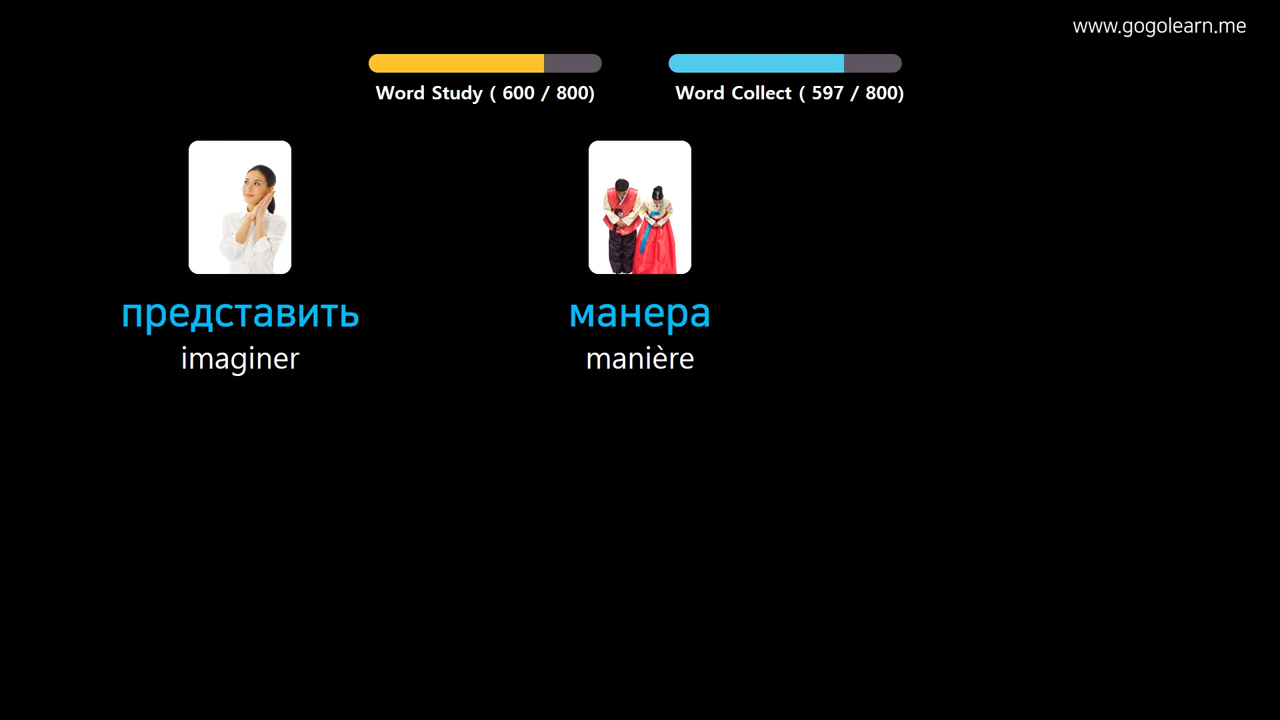 www.gogolearn.me
Word Study ( 600 / 800)
Word Collect ( 597 / 800)
представить
imaginer
манера
manière